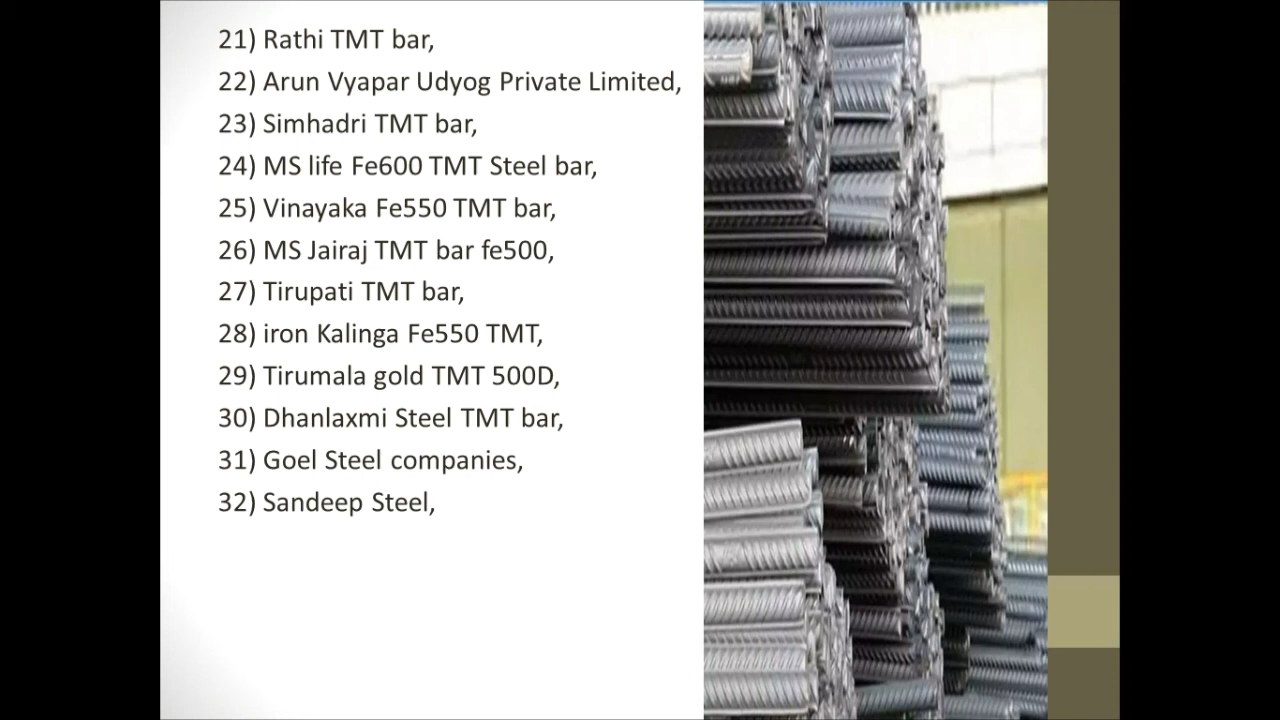 21) Rathi TMT bar,
22) Arun Vyapar Udyog Private Limited,
23) Simhadri TMT bar,
24) MS life Fe600 TMT Steel bar,
25) Vinayaka Fe550 TMT bar,
26) MS Jairaj TMT bar fe500,
27) Tirupati TMT bar,
28) iron Kalinga Fe550 TMT,
29) Tirumala gold TMT 500D,
30) Dhanlaxmi Steel TMT bar,
31) Goel Steel companies,
32) Sandeep Steel,